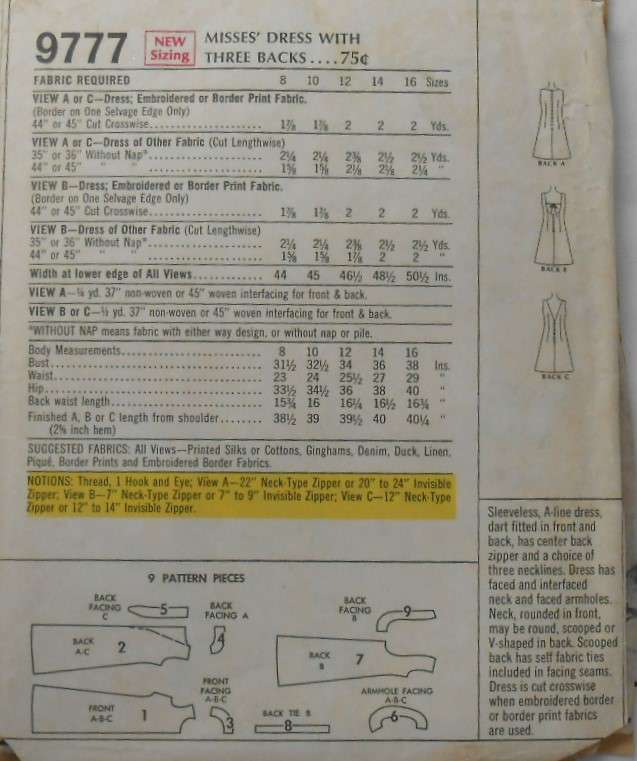 9777
NEW
Sizing
MISSES' DRESS WITH
THREE BACKS....75¢
FABRIC REQUIRED 8 10 12 14 16 Sizes
VIEW A or C—Dress; Embroidered or Border Print Fabric.
(Border on One Selvage Edge Only)
44" or 45" Cut Crosswise 1⅞ 1⅞ 2 2 2 Yds.
VIEW A or C—Dress of Other Fabric (Cut Lengthwise)
35" or 36" Without Nap* 2¼ 2¼ 2⅜ 2½ 2½ Yds.
44" or 45" " " 1⅝ 1⅝ 2⅛ 2⅛ 2¼ "
VIEW B—Dress; Embroidered or Border Print Fabric.
(Border on One Selvage Edge Only)
44" or 45" Cut Crosswise 1⅞ 1⅞ 2 2 2 Yds.
VIEW B—Dress of Other Fabric (Cut Lengthwise)
35" or 36" Without Nap* 2¼ 2¼ 2⅜ 2½ 2½ Yds.
44" or 45" " " 1⅝ 1⅝ 1⅞ 2 2 "
Width at lower edge of All Views 44 45 46½ 48½ 50½ Ins.
VIEW A— yd. 37" non-woven or 45" woven interfacing for front & back.
VIEW B or C— yd. 37" non-woven or 45" woven interfacing for front & back.
*WITHOUT NAP means fabric with either way design, or without nap or pile.
Body Measurements 8 10 12 14 16
Bust 31½ 32½ 34 36 38 Ins.
Waist 23 24 25½ 27 29 "
Hip 33½ 34½ 36 38 40 "
Back waist length 15¾ 16 16¼ 16½ 16¾ "
Finished A, B or C length from shoulder 38½ 39 39½ 40 40¼ "
(2⅝ inch hem)
SUGGESTED FABRICS: All Views—Printed Silks or Cottons, Ginghams, Denim, Duck, Linen,
Piqué, Border Prints and Embroidered Border Fabrics.
NOTIONS: Thread, 1 Hook and Eye; View A—22" Neck-Type Zipper or 20" to 24" Invisible
Zipper; View B—7" Neck-Type Zipper or 7" to 9" Invisible Zipper; View C—12" Neck-Type
Zipper or 12" to 14" Invisible Zipper.
BACK A
BACK B
BACK C
Sleeveless, A-line dress,
dart fitted in front and
back, has center back
zipper and a choice of
three necklines. Dress has
faced and interfaced
neck and faced armholes.
Neck, rounded in front,
may be round, scooped or
V-shaped in back. Scooped
back has self fabric ties
included in facing seams.
Dress is cut crosswise
when embroidered border
or border print fabrics
are used.
9 PATTERN PIECES
BACK
FACING
C
5
BACK
FACING A
4
BACK
A-C
2
BACK
FACING
B
9
BACK
B
7
FRONT
A-B-C
1
FRONT
FACING
A-B-C
3
BACK TIE B
8
ARMHOLE FACING
A-B-C
6